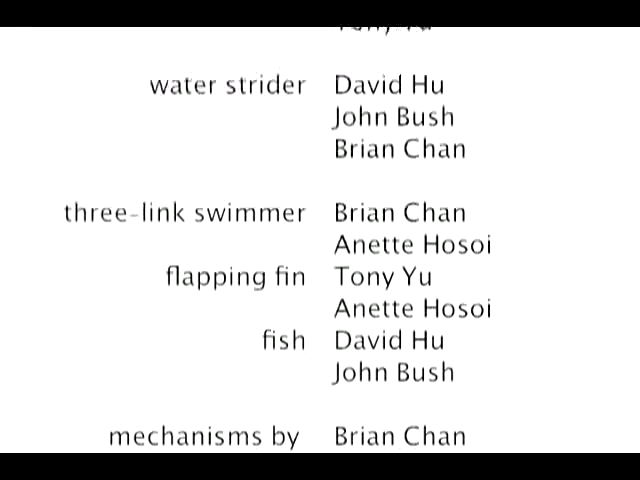 water strider David Hu
John Bush
Brian Chan
three-link swimmer Brian Chan
Anette Hosoi
flapping fin Tony Yu
Anette Hosoi
fish David Hu
John Bush
mechanisms by Brian Chan